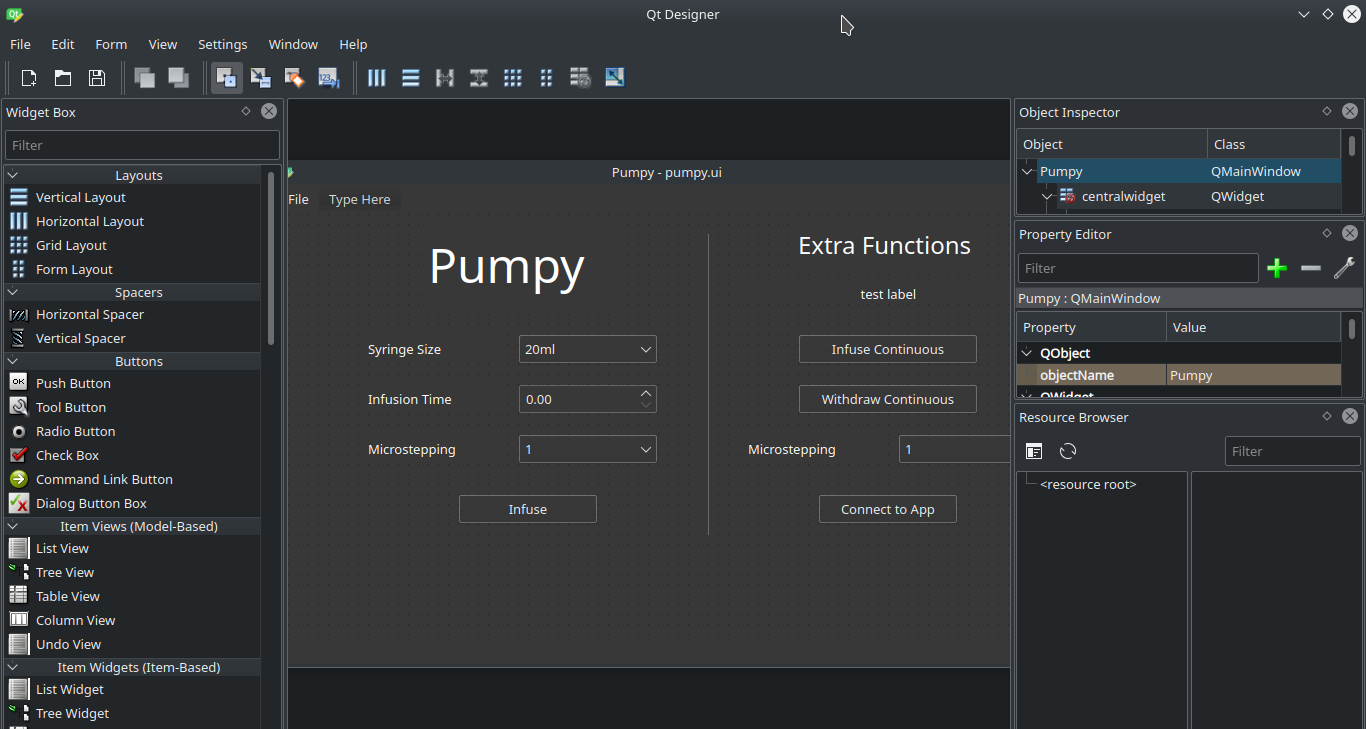 Qt Designer
File Edit Form View Settings Window Help
Widget Box
Filter
Layouts
Vertical Layout
Horizontal Layout
Grid Layout
Form Layout
Spacers
Horizontal Spacer
Vertical Spacer
Buttons
OK Push Button
Tool Button
Radio Button
Check Box
Command Link Button
Dialog Button Box
Item Views (Model-Based)
List View
Tree View
Table View
Column View
Undo View
Item Widgets (Item-Based)
List Widget
Tree Widget
Pumpy - pumpy.ui
File Type Here
Pumpy
Syringe Size 20ml
Infusion Time 0.00
Microstepping 1
Infuse
Extra Functions
test label
Infuse Continuous
Withdraw Continuous
Microstepping 1
Connect to App
Object Inspector
Object Class
Pumpy QMainWindow
centralwidget QWidget
Property Editor
Filter
Pumpy : QMainWindow
Property Value
QObject
objectName Pumpy
QWidget
Resource Browser
Filter
<resource root>